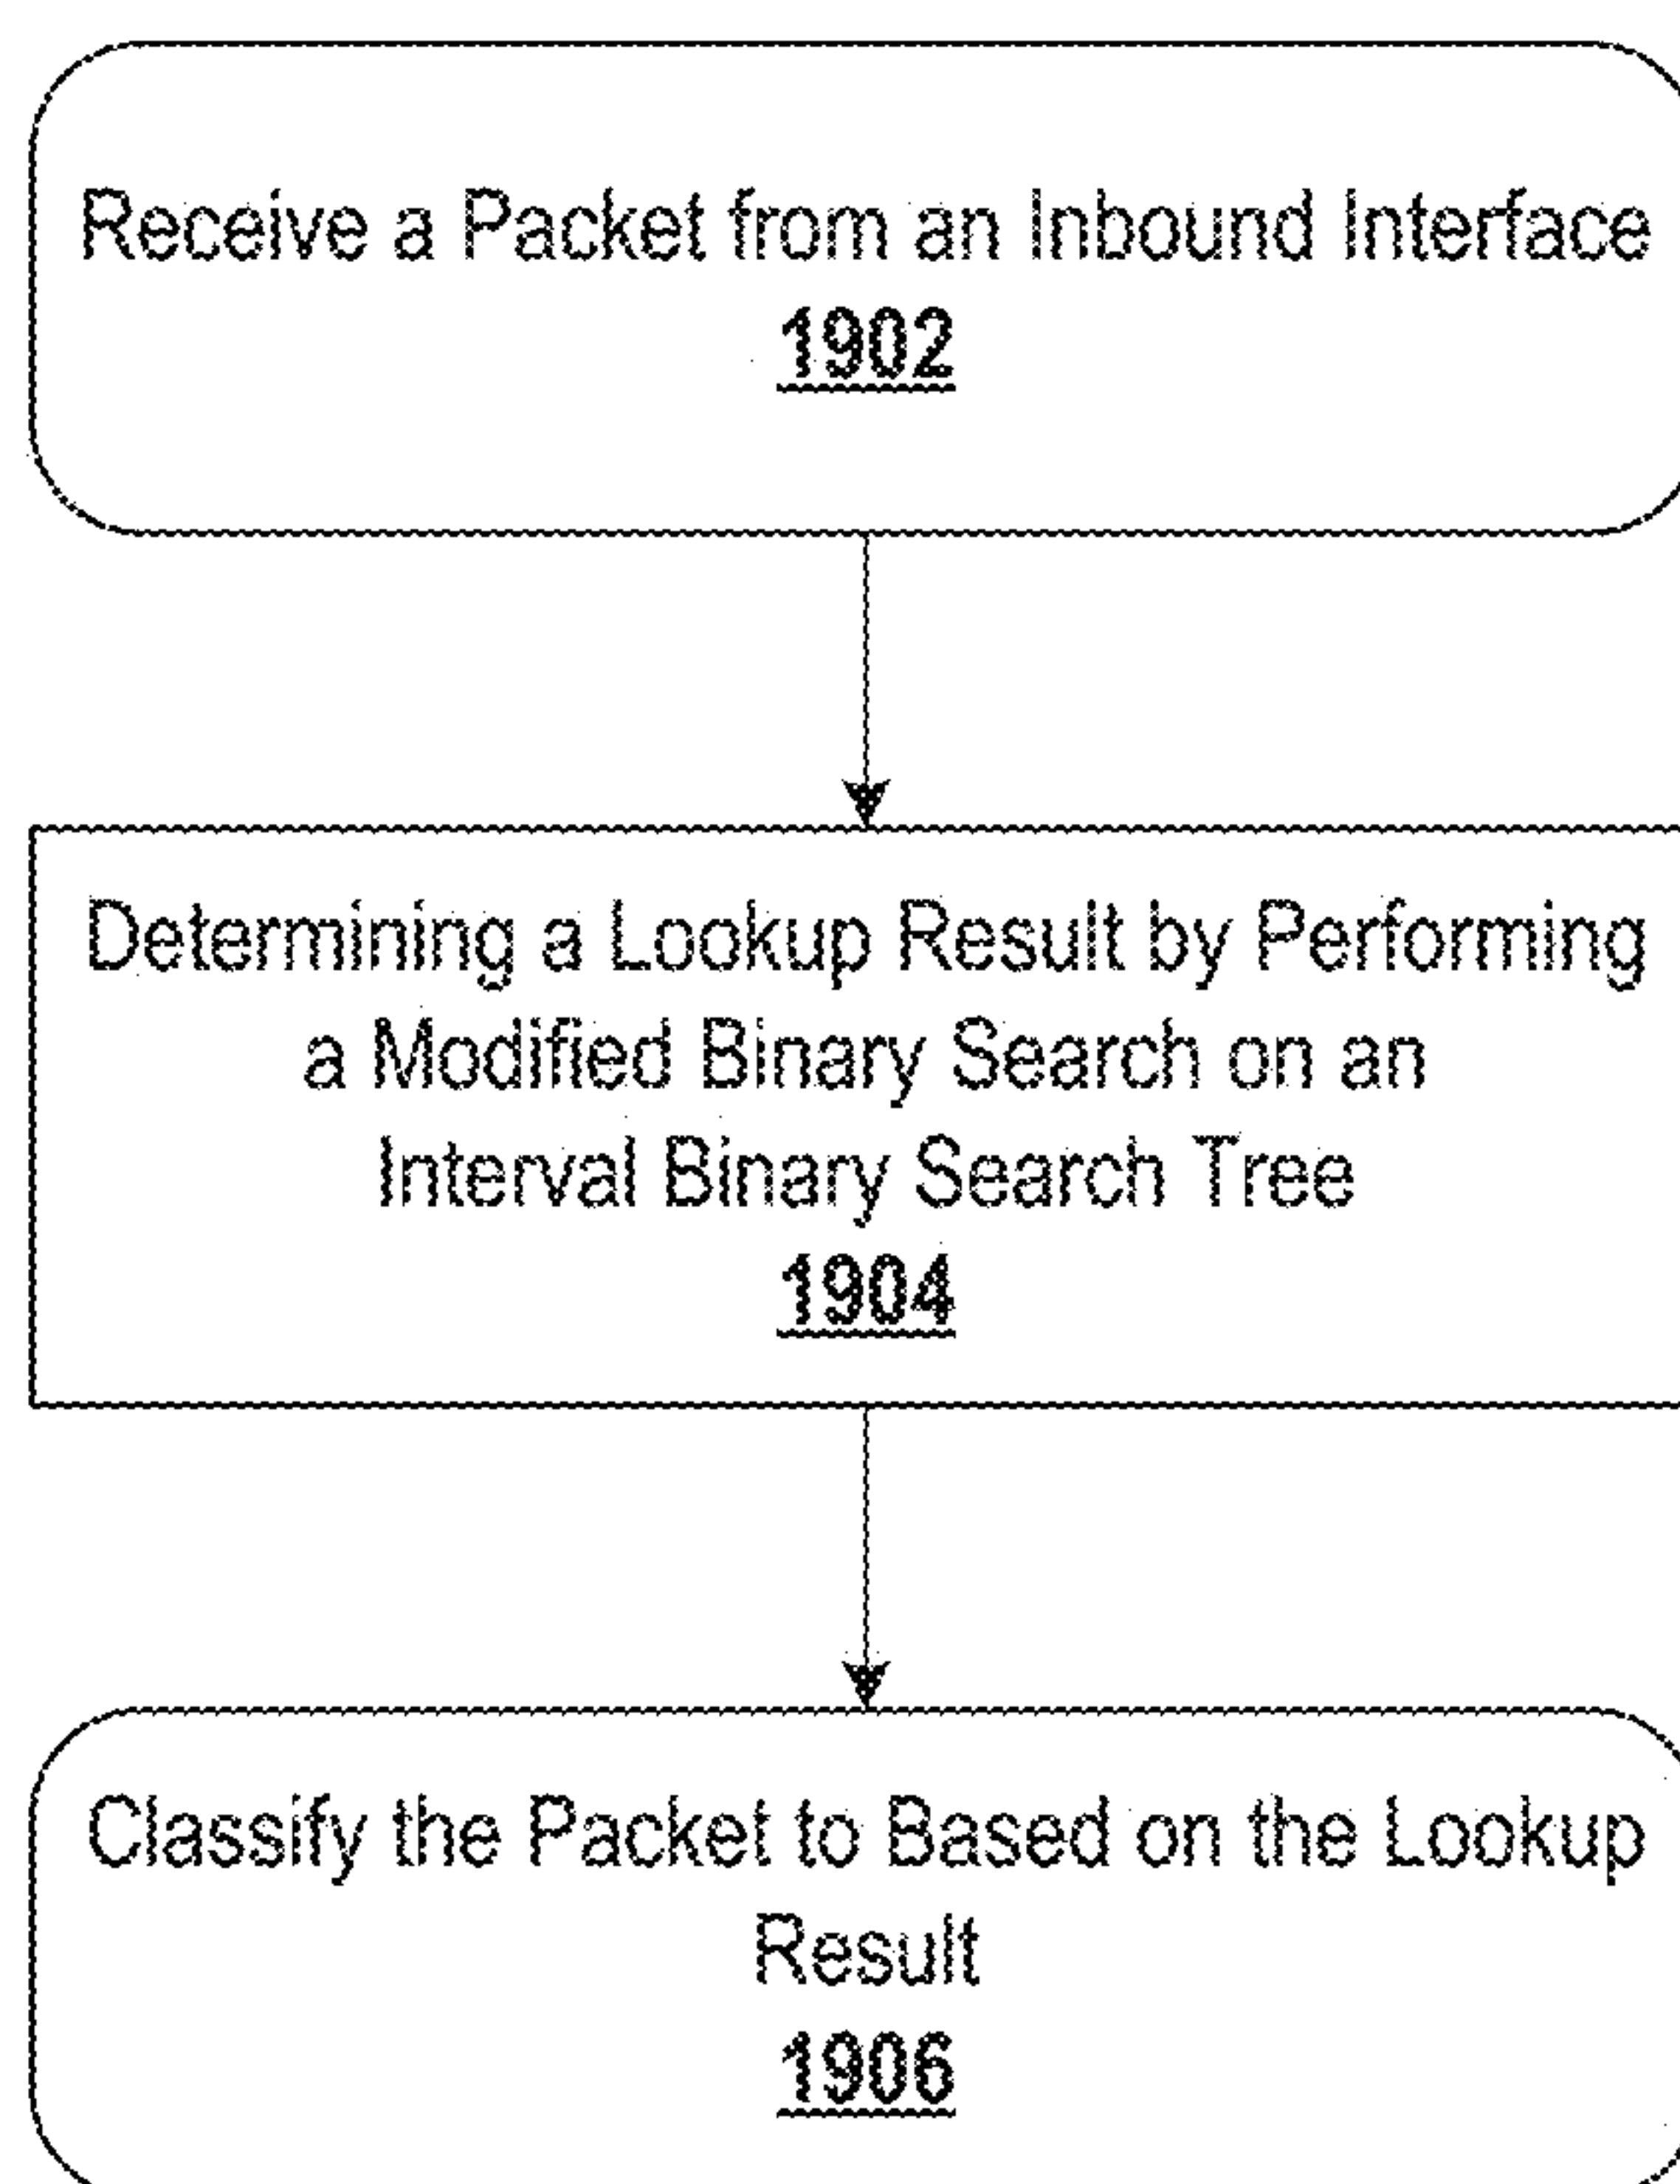 Receive a Packet from an Inbound Interface
1902
Determining a Lookup Result by Performing
a Modified Binary Search on an
Interval Binary Search Tree
1904
Classify the Packet to Based on the Lookup
Result
1906